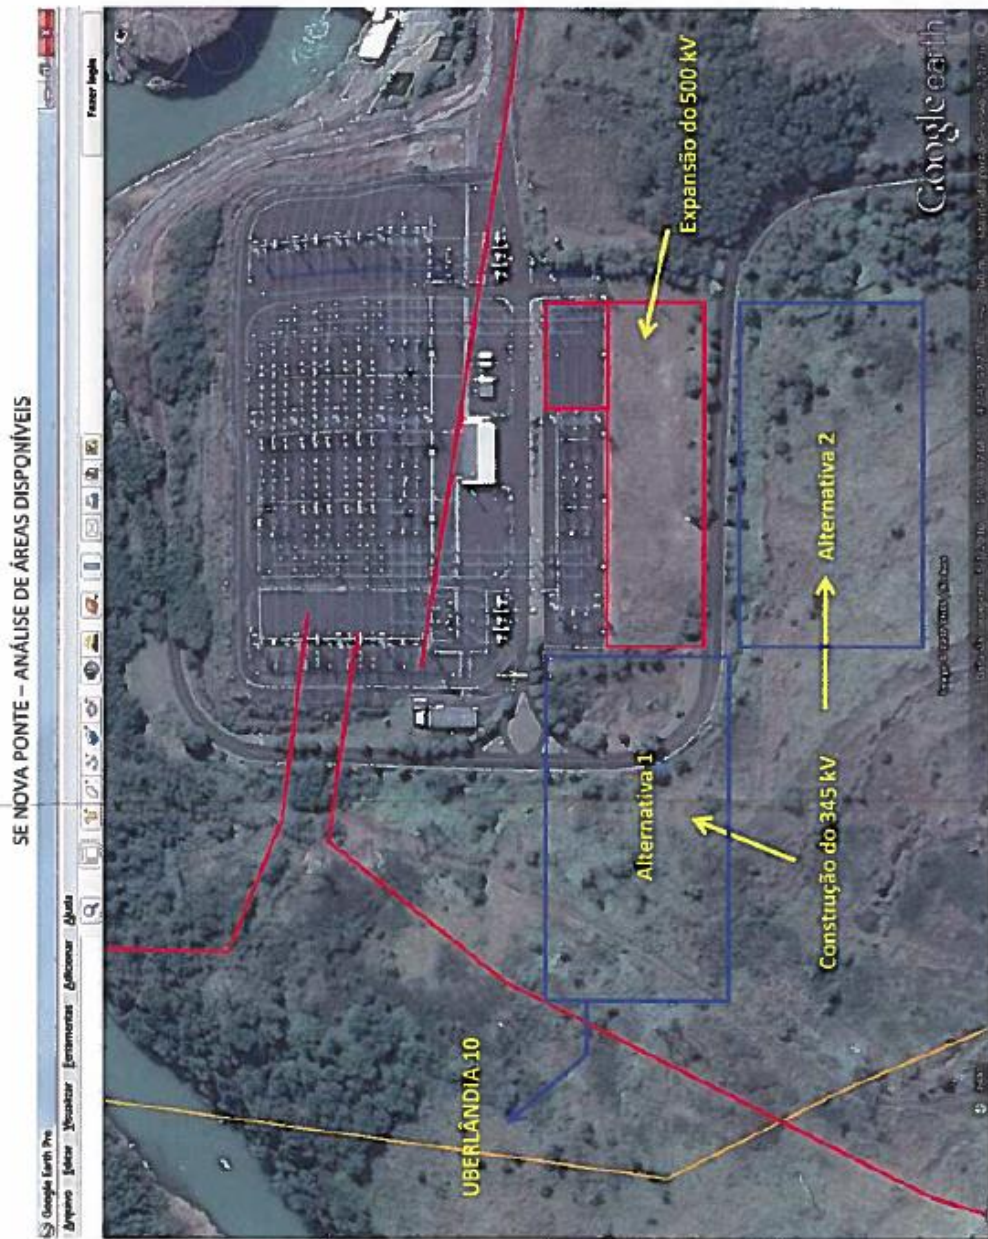 SE NOVA PONTE – ANÁLISE DE ÁREAS DISPONÍVEIS
Google Earth Pro
Arquivo Editar Visualizar Ferramentas Adicionar Ajuda
Fazer login
UBERLÂNDIA 10
Alternativa 1
Construção do 345 kV
Alternativa 2
Expansão do 500 kV
Google earth